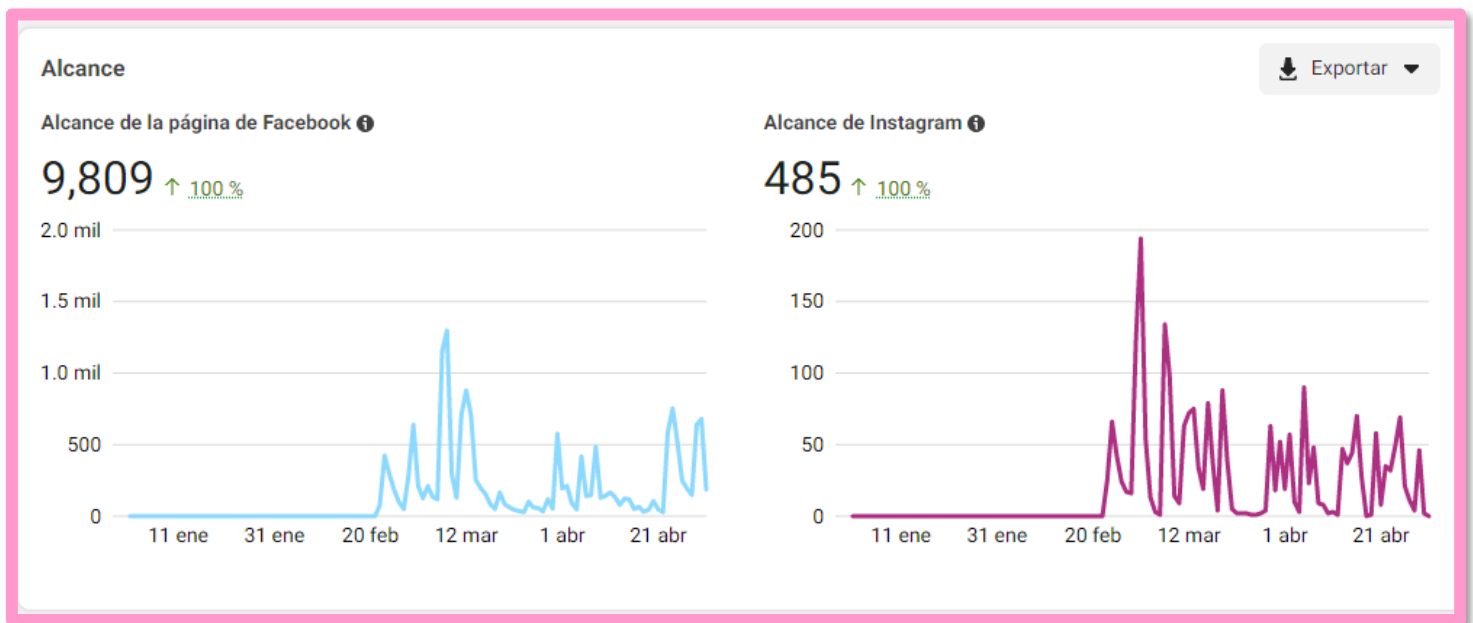 Alcance
Exportar
Alcance de la página de Facebook
Alcance de Instagram
9,809 ↑ 100 %
485 ↑ 100 %
2.0 mil
1.5 mil
1.0 mil
500
0
11 ene 31 ene 20 feb 12 mar 1 abr 21 abr
200
150
100
50
0
11 ene 31 ene 20 feb 12 mar 1 abr 21 abr